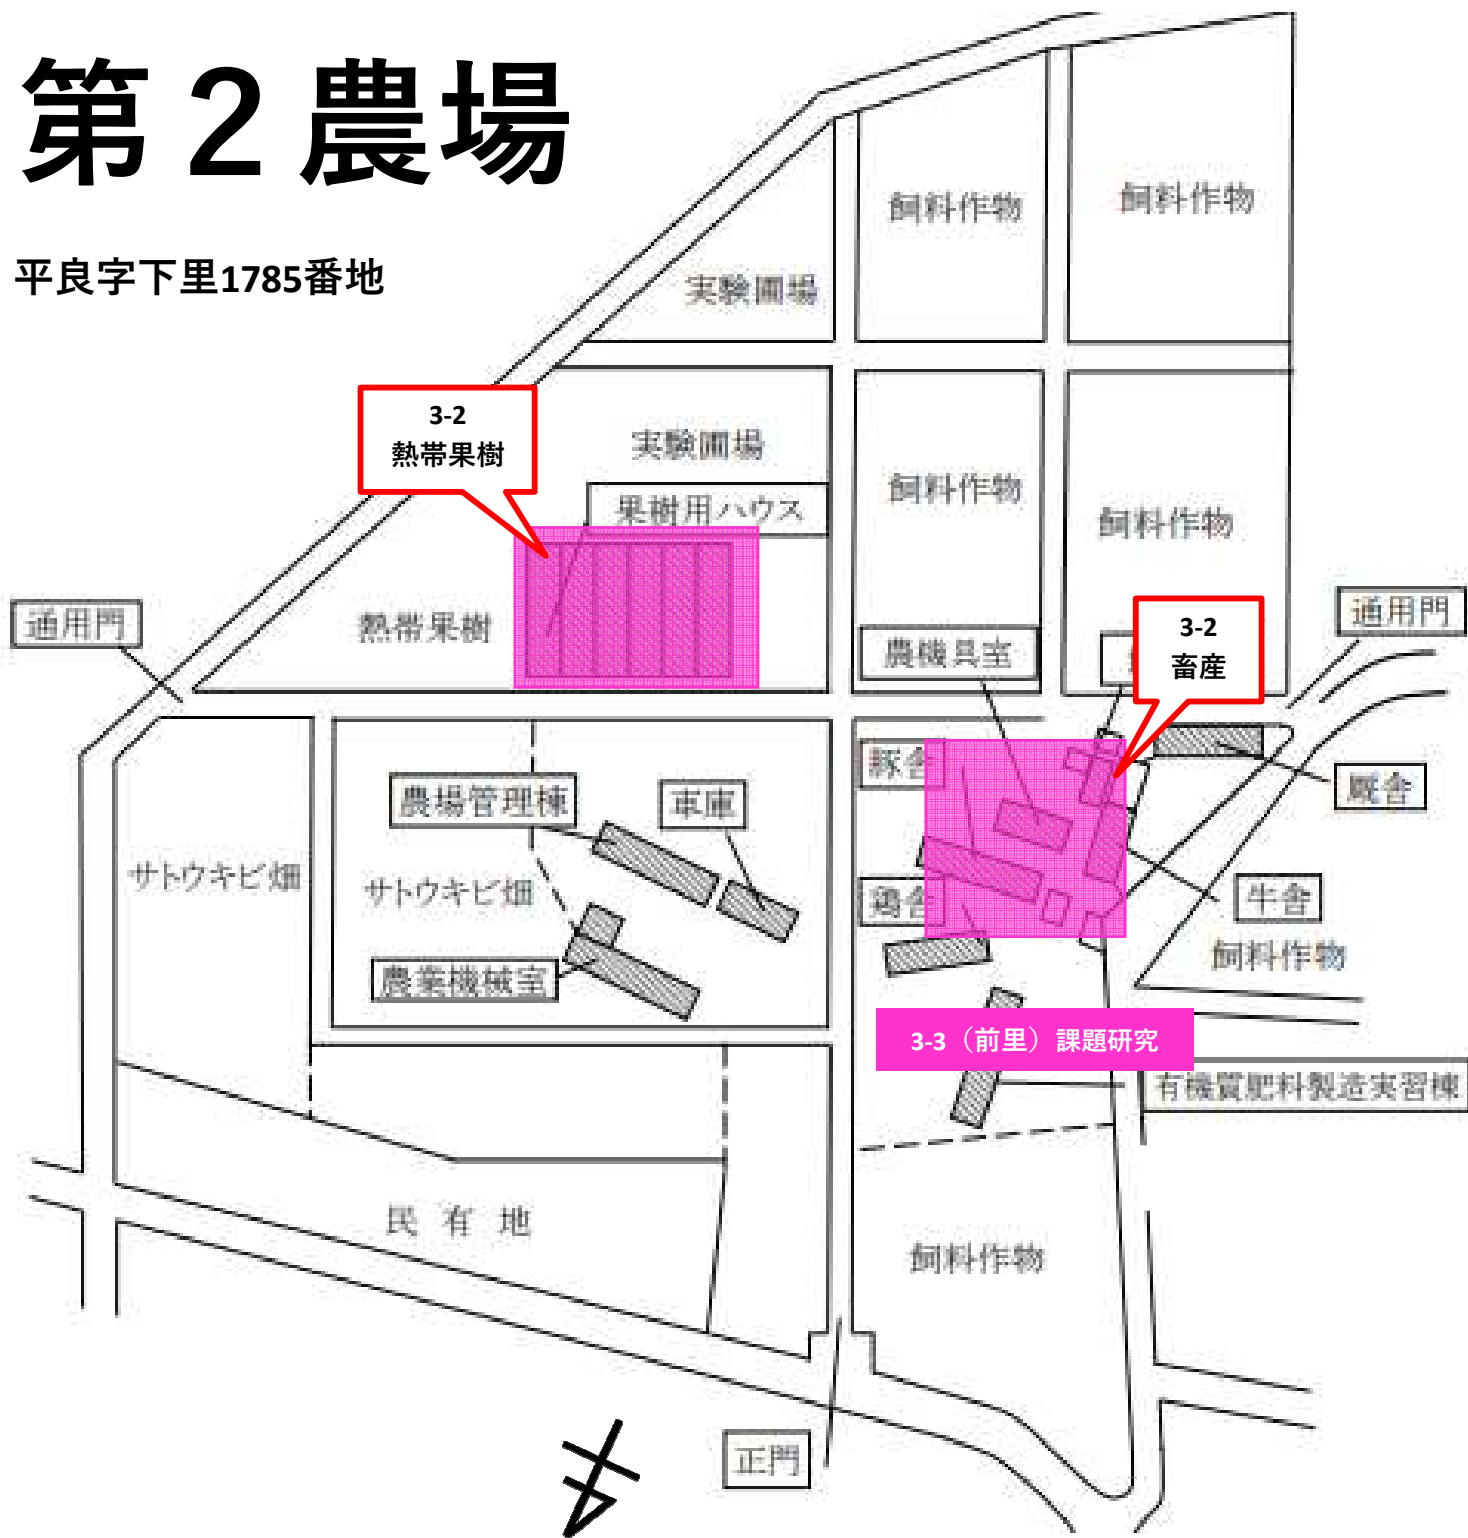 第２農場
平良字下里1785番地
飼料作物
飼料作物
実験圃場
3-2
熱帯果樹
実験圃場
果樹用ハウス
飼料作物
飼料作物
熱帯果樹
通用門
農機具室
3-2
畜産
通用門
豚舎
農場管理棟
車庫
厩舎
サトウキビ畑
サトウキビ畑
鶏舎
牛舎
飼料作物
農業機械室
3-3（前里）課題研究
有機質肥料製造実習棟
民有地
飼料作物
正門